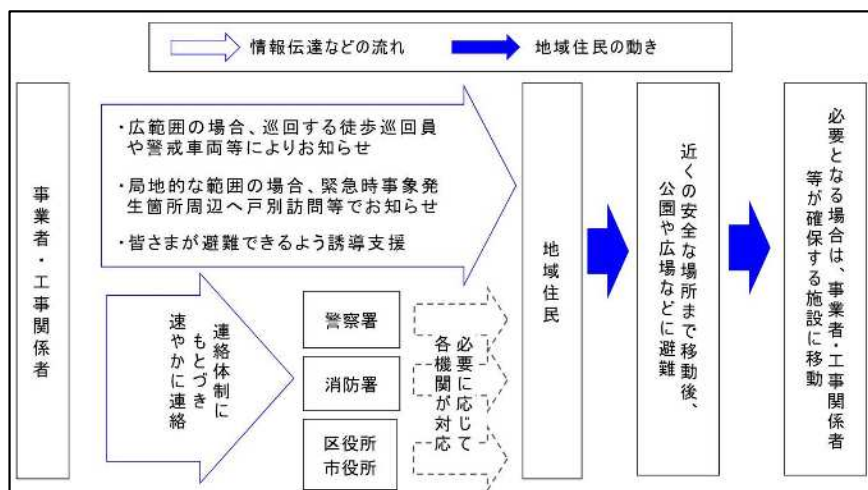 情報伝達などの流れ
地域住民の動き
事業者・工事関係者
・広範囲の場合、巡回する徒歩巡回員
や警戒車両等によりお知らせ
・局地的な範囲の場合、緊急時事象発
生箇所周辺へ戸別訪問等でお知らせ
・皆さまが避難できるよう誘導支援
連絡体制に
もとづき
速やかに連絡
警察署
消防署
区役所
市役所
必要に応じて
各機関が対応
地域住民
近くの安全な場所まで移動後、
公園や広場などに避難
必要となる場合は、事業者・工事関係者
等が確保する施設に移動